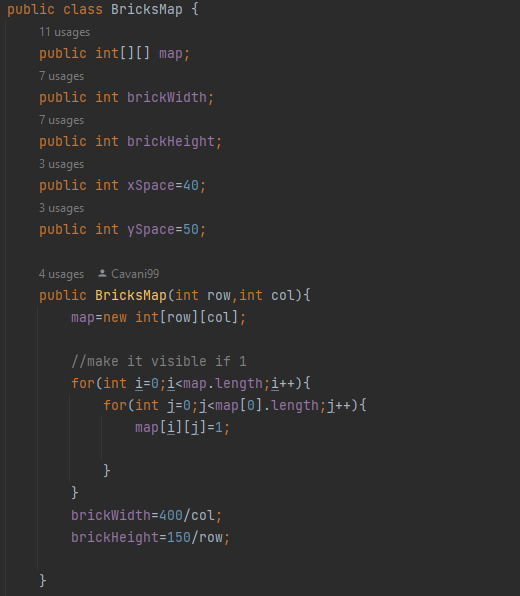 public class BricksMap {
11 usages
public int[][] map;
7 usages
public int brickWidth;
7 usages
public int brickHeight;
3 usages
public int xSpace=40;
3 usages
public int ySpace=50;
4 usages Cavani99
public BricksMap(int row,int col){
map=new int[row][col];
//make it visible if 1
for(int i=0;i<map.length;i++){
for(int j=0;j<map[0].length;j++){
map[i][j]=1;
}
}
brickWidth=400/col;
brickHeight=150/row;
}